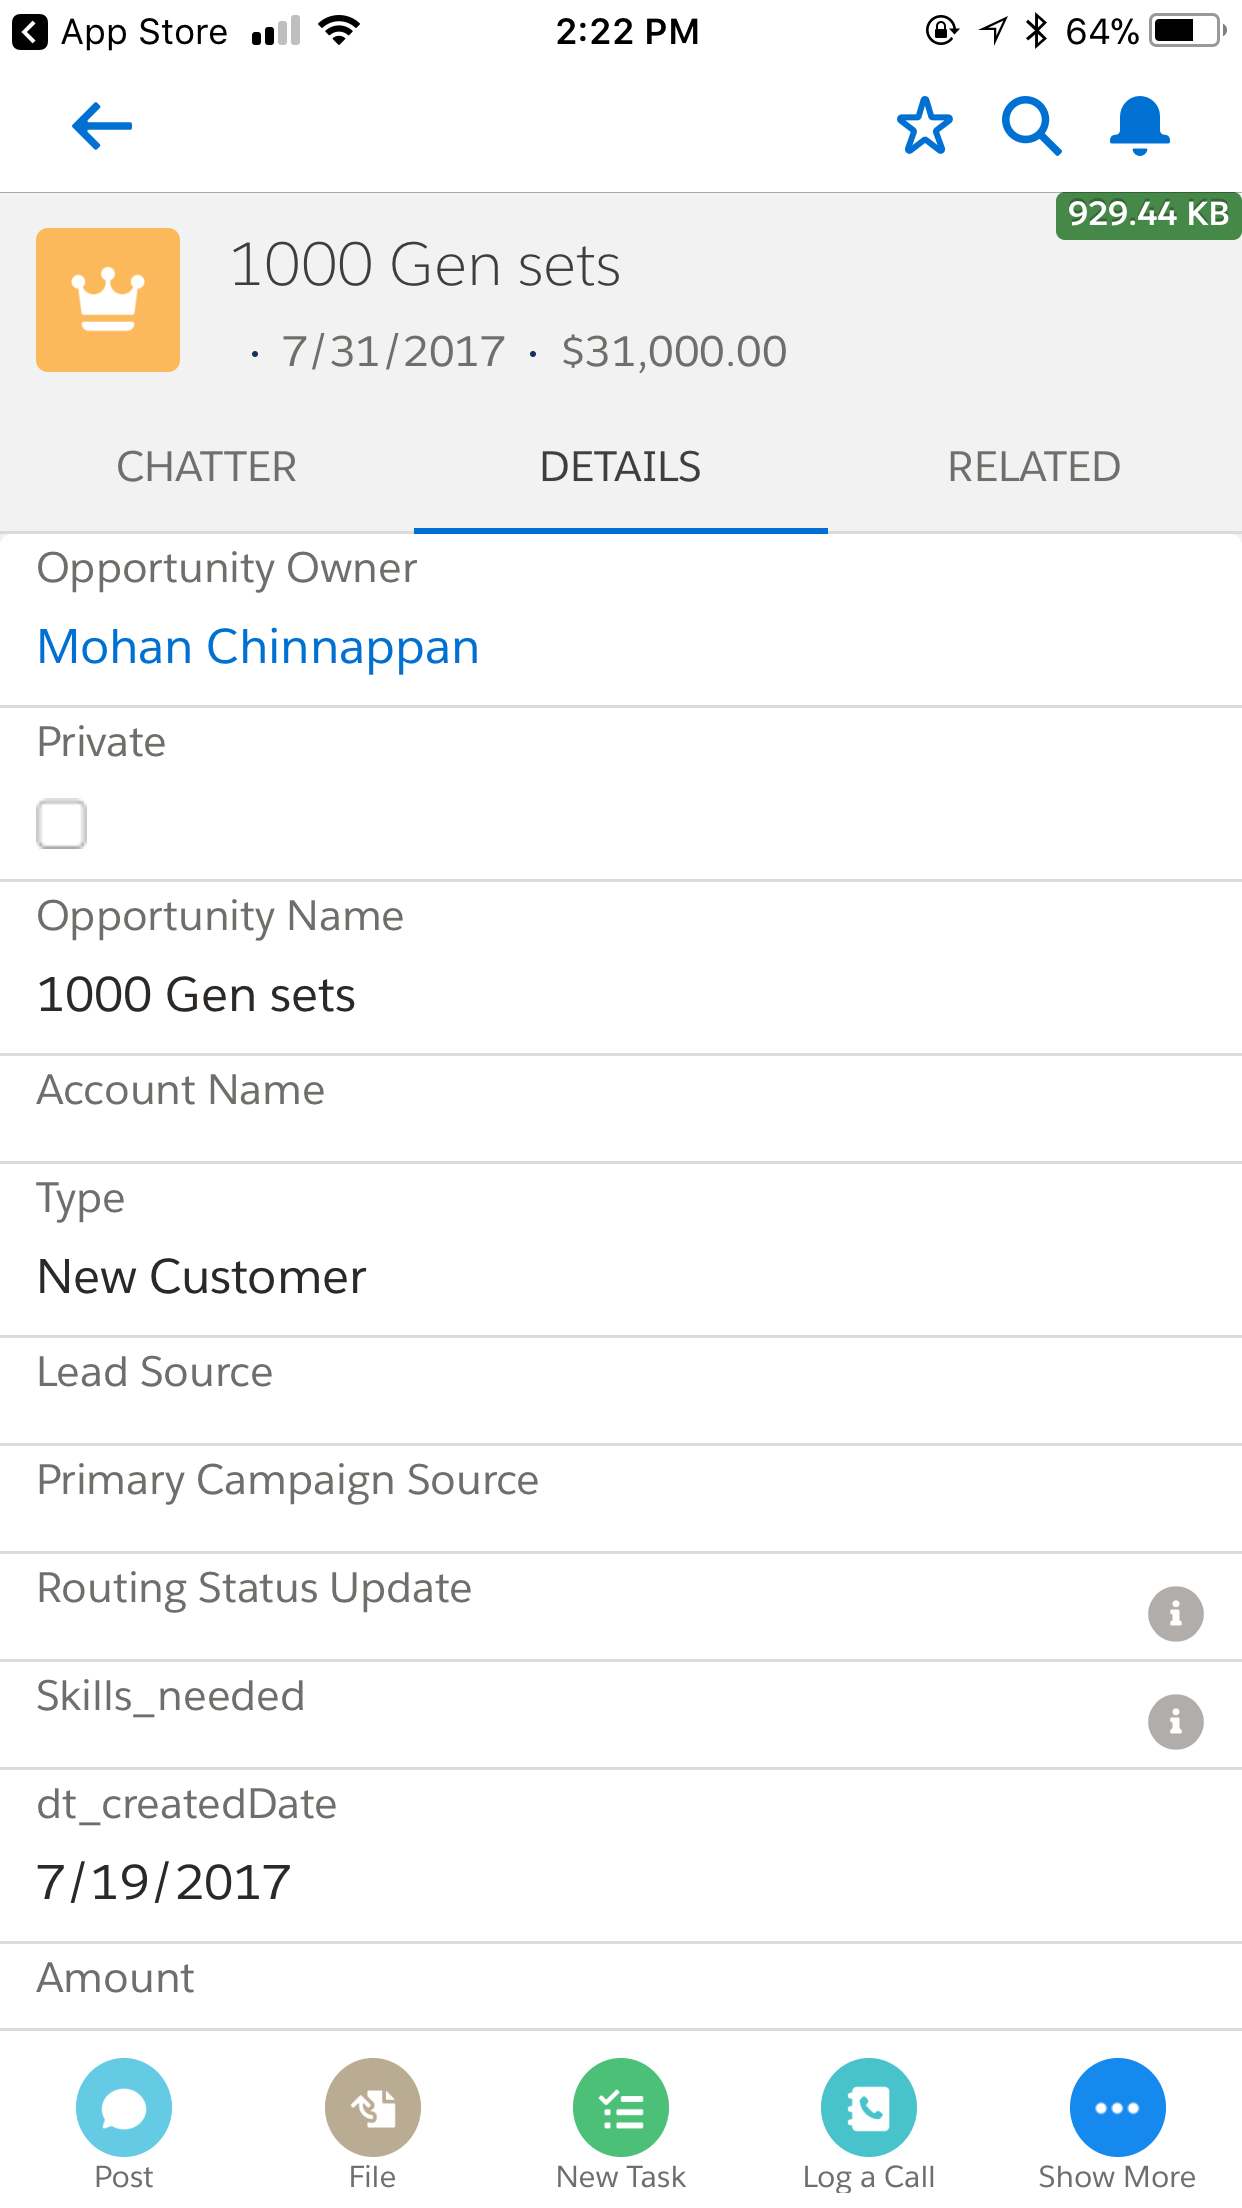 App Store 2:22 PM 64%
929.44 KB
1000 Gen sets
· 7/31/2017 · $31,000.00
CHATTER DETAILS RELATED
Opportunity Owner
Mohan Chinnappan
Private
Opportunity Name
1000 Gen sets
Account Name
Type
New Customer
Lead Source
Primary Campaign Source
Routing Status Update
Skills_needed
dt_createdDate
7/19/2017
Amount
Post File New Task Log a Call Show More